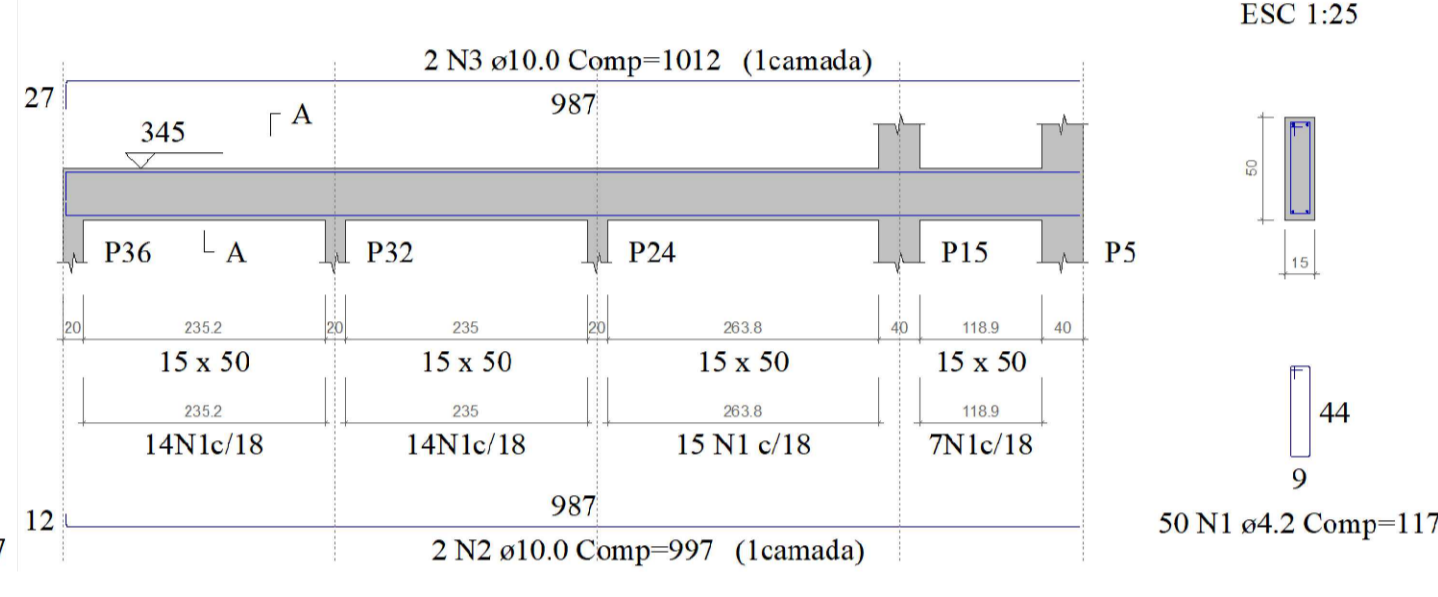 ESC 1:25
2 N3 ø10.0 Comp=1012 (1camada)
27
987
A
345
50
A
P36
P32
P24
P15
P5
15
20 235.2 20 235 20 263.8 40 118.9 40
15 x 50 15 x 50 15 x 50 15 x 50
235.2 235 263.8 118.9
14N1c/18 14N1c/18 15 N1 c/18 7N1c/18
44
9
987
12
50 N1 ø4.2 Comp=117
2 N2 ø10.0 Comp=997 (1camada)